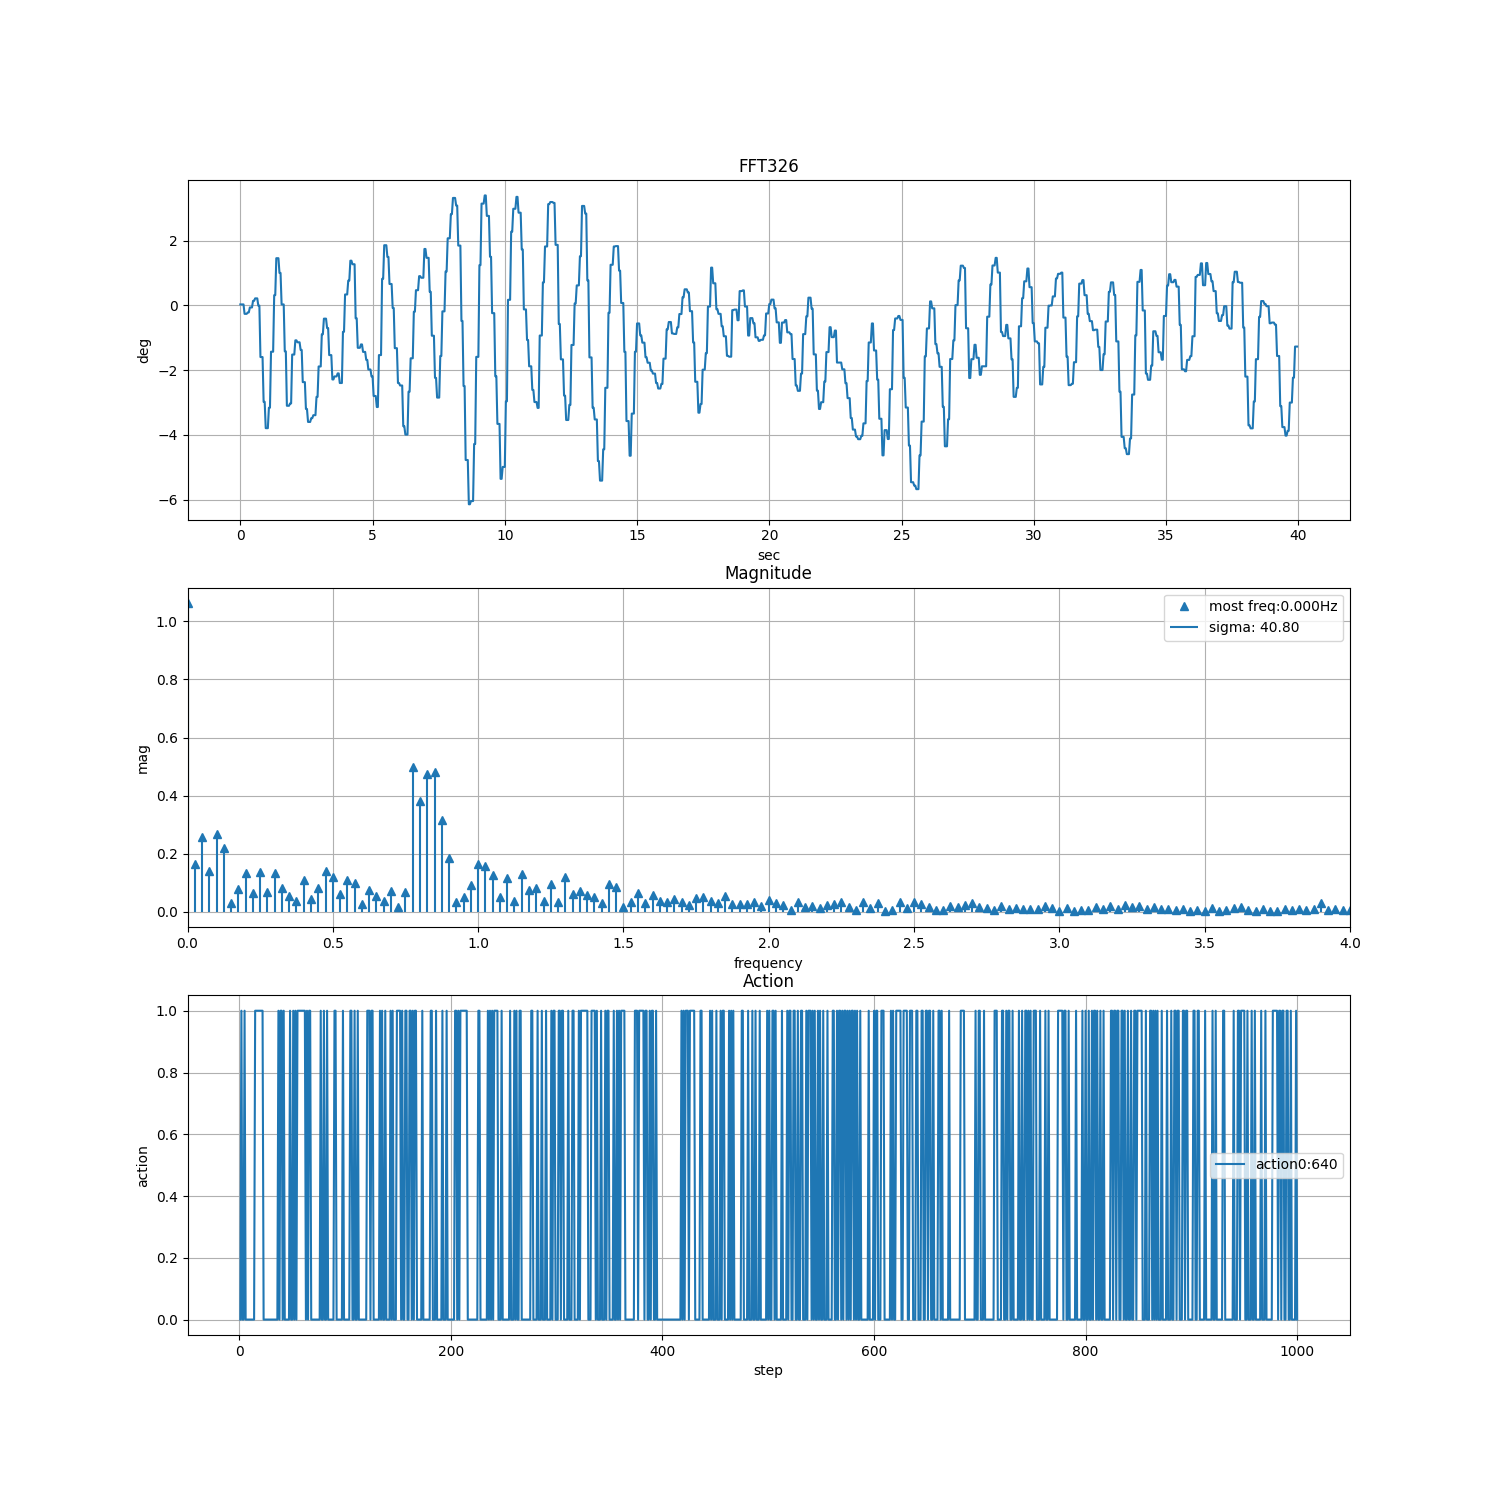 FFT326
2
0
−2
−4
−6
deg
0 5 10 15 20 25 30 35 40
sec
Magnitude
most freq:0.000Hz
sigma: 40.80
1.0
0.8
0.6
0.4
0.2
0.0
mag
0.0 0.5 1.0 1.5 2.0 2.5 3.0 3.5 4.0
frequency
Action
1.0
0.8
0.6
0.4
0.2
0.0
action
action0:640
0 200 400 600 800 1000
step